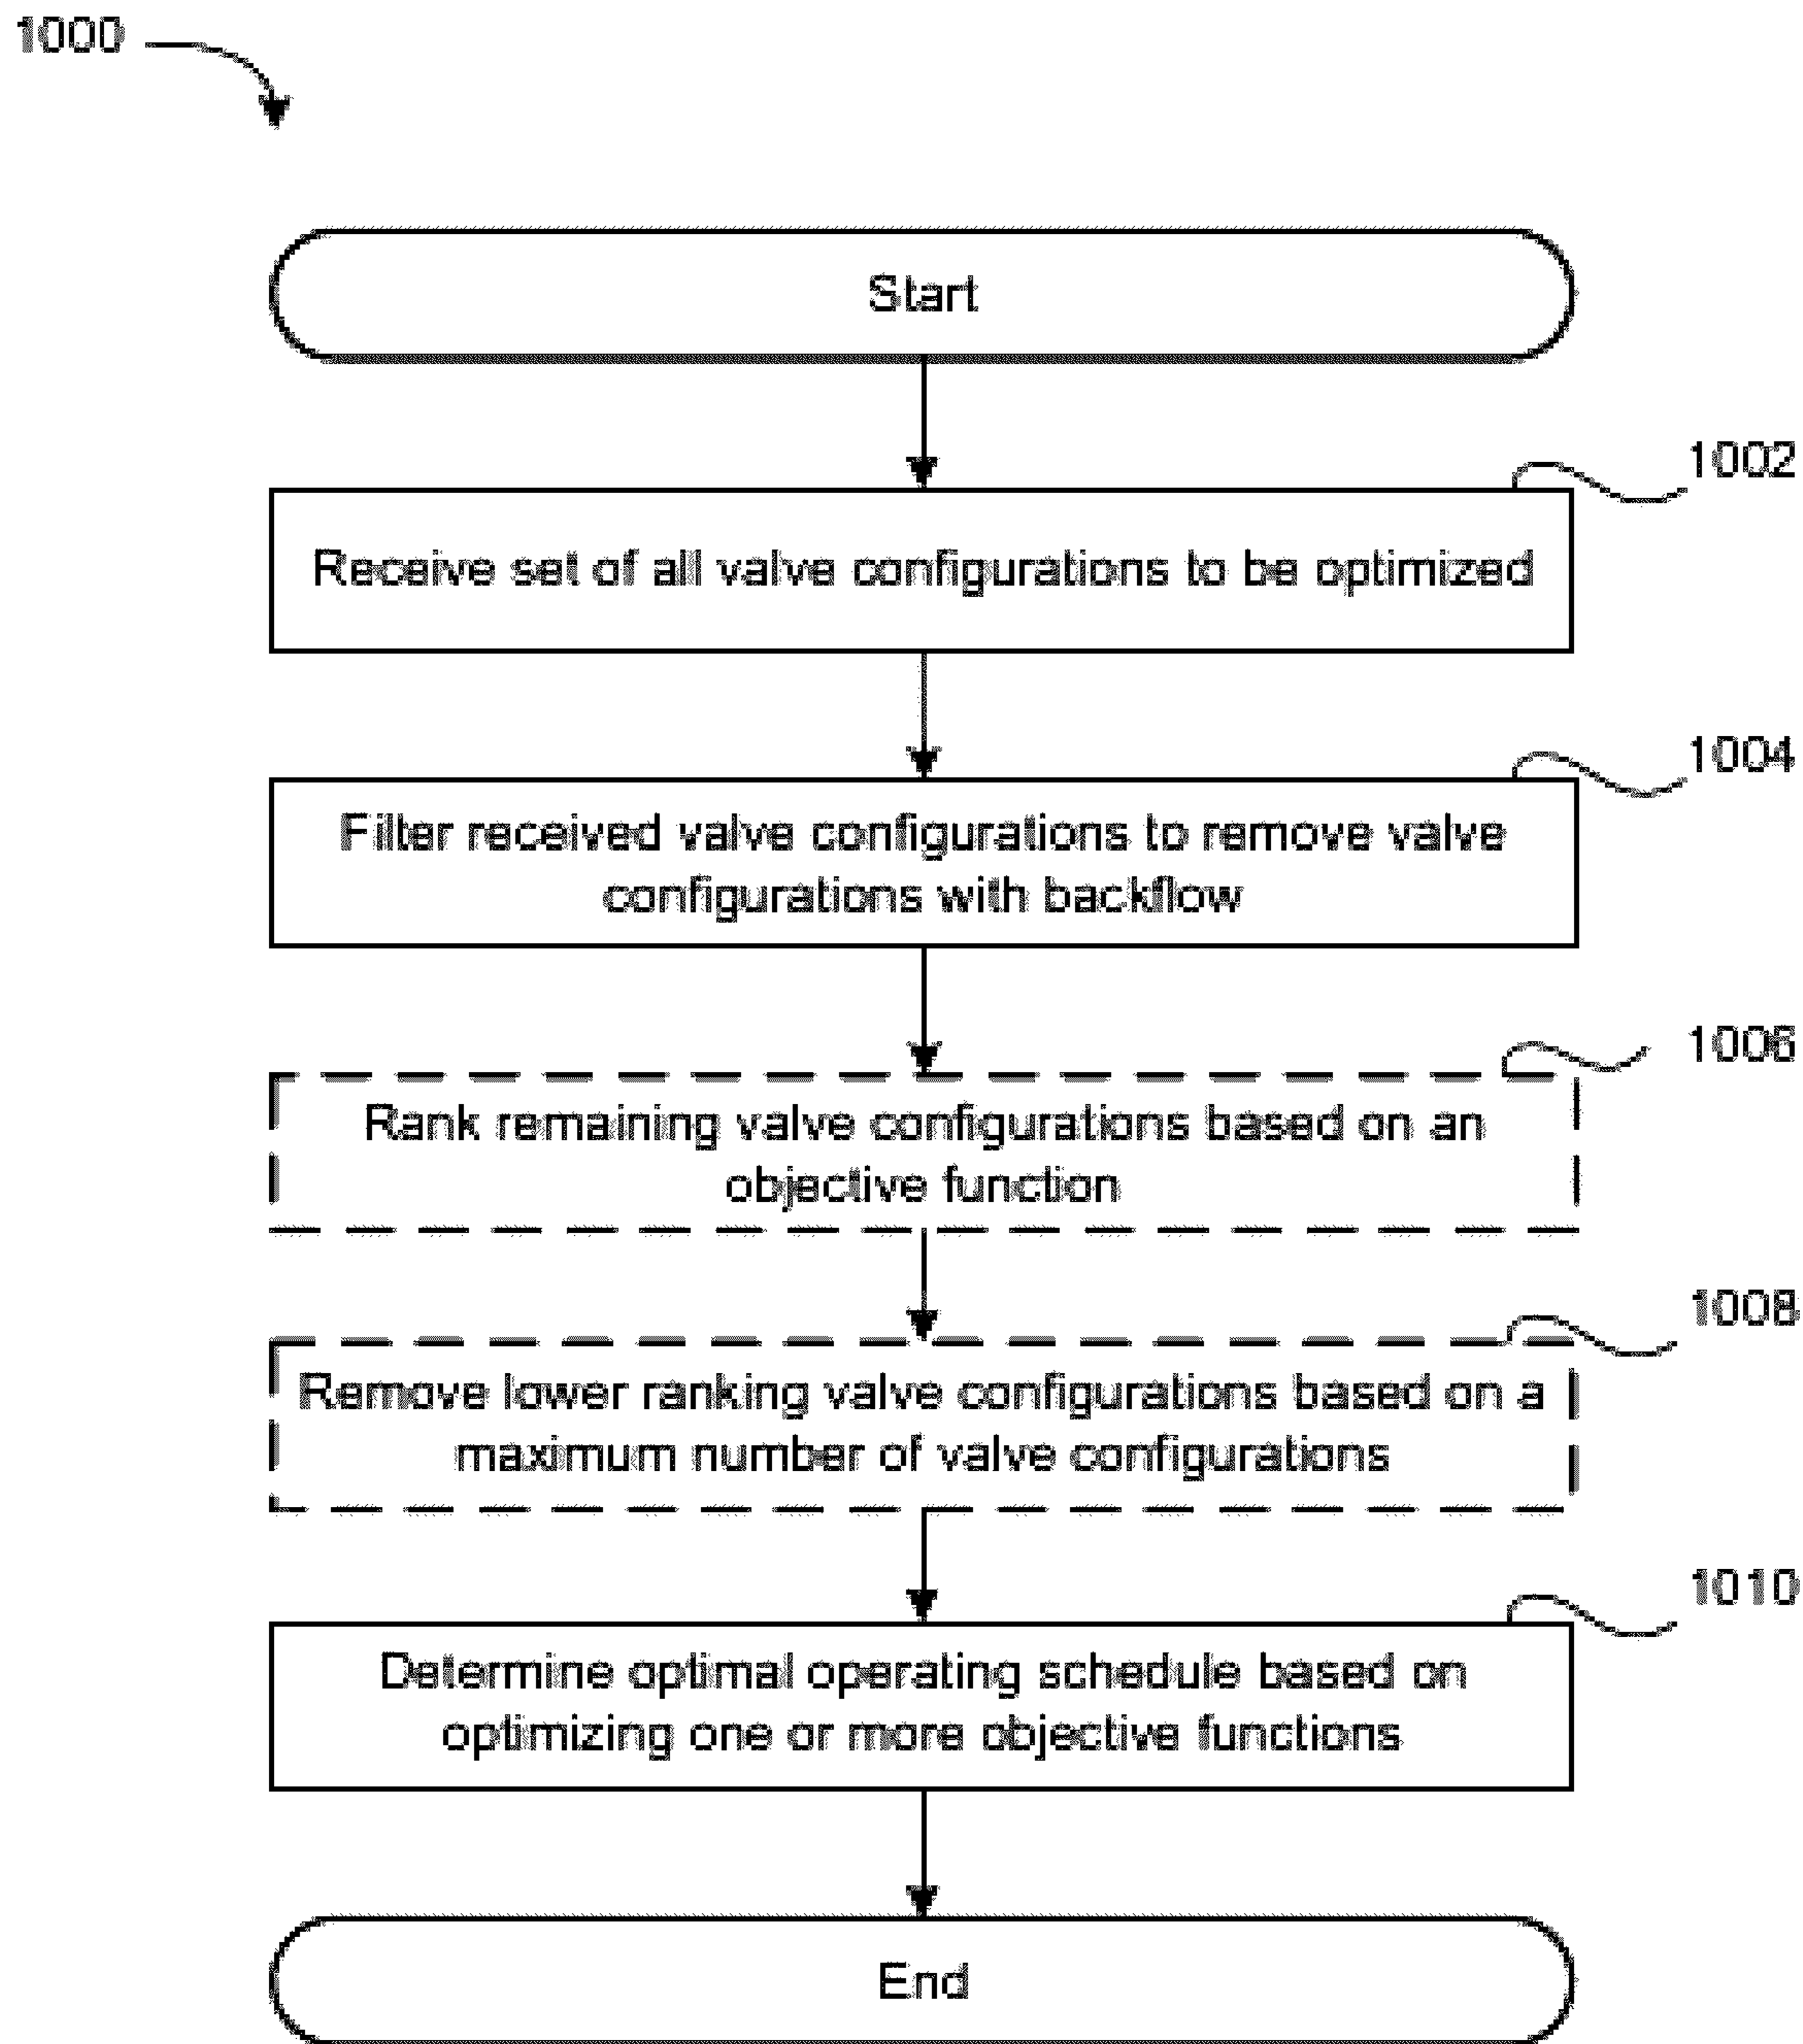 1000
Start
1002
Receive set of all valve configurations to be optimized
1004
Filter received valve configurations to remove valve
configurations with backflow
1006
Rank remaining valve configurations based on an
objective function
1008
Remove lower ranking valve configurations based on a
maximum number of valve configurations
1010
Determine optimal operating schedule based on
optimizing one or more objective functions
End